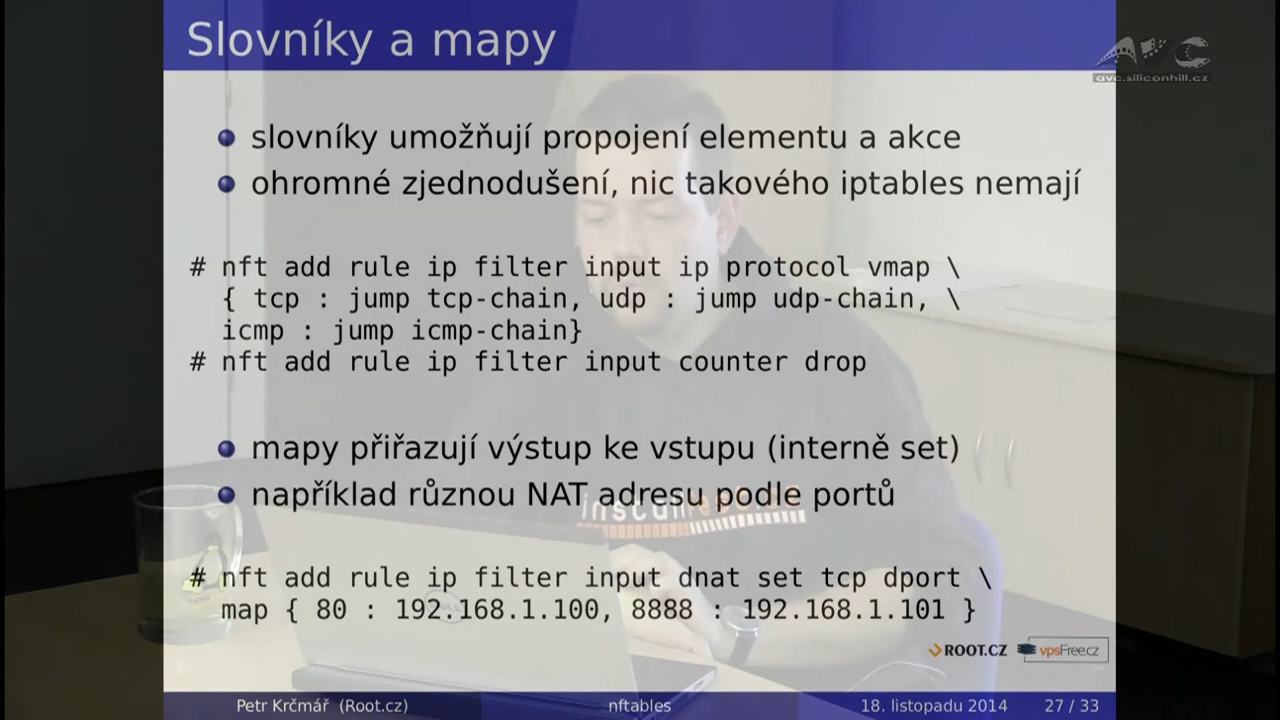 Slovníky a mapy
AVC
avc.siliconhill.cz
slovníky umožňují propojení elementu a akce
ohromné zjednodušení, nic takového iptables nemají
# nft add rule ip filter input ip protocol vmap \
{ tcp : jump tcp-chain, udp : jump udp-chain, \
icmp : jump icmp-chain}
# nft add rule ip filter input counter drop
mapy přiřazují výstup ke vstupu (interně set)
například různou NAT adresu podle portů
# nft add rule ip filter input dnat set tcp dport \
map { 80 : 192.168.1.100, 8888 : 192.168.1.101 }
ROOT.CZ vpsFree.cz
Petr Krčmář (Root.cz) nftables 18. listopadu 2014 27 / 33